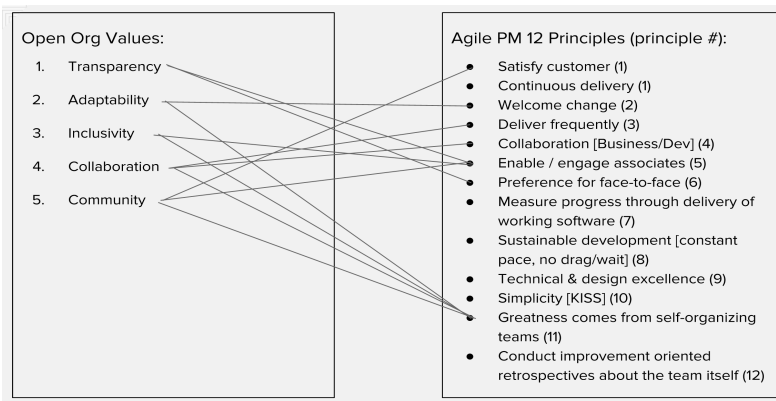 Open Org Values:
1. Transparency
2. Adaptability
3. Inclusivity
4. Collaboration
5. Community
Agile PM 12 Principles (principle #):
● Satisfy customer (1)
● Continuous delivery (1)
● Welcome change (2)
● Deliver frequently (3)
● Collaboration [Business/Dev] (4)
● Enable / engage associates (5)
● Preference for face-to-face (6)
● Measure progress through delivery of
working software (7)
● Sustainable development [constant
pace, no drag/wait] (8)
● Technical & design excellence (9)
● Simplicity [KISS] (10)
● Greatness comes from self-organizing
teams (11)
● Conduct improvement oriented
retrospectives about the team itself (12)